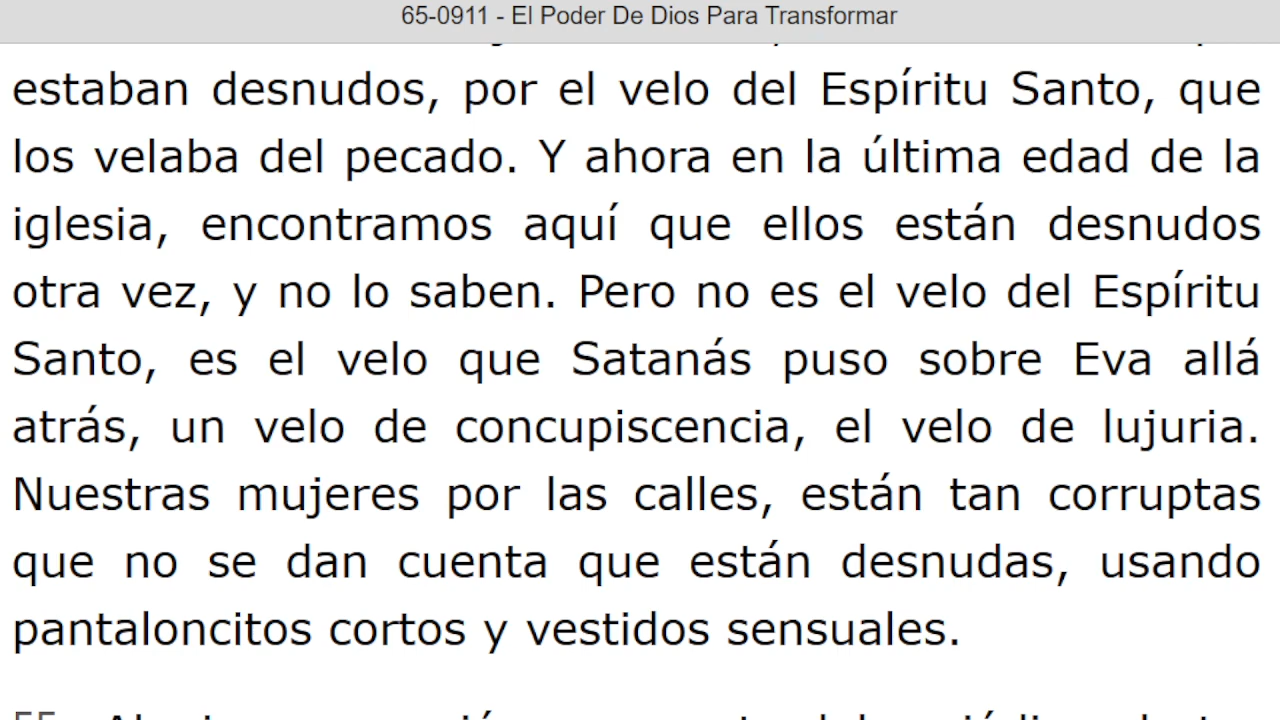 65-0911 - El Poder De Dios Para Transformar
estaban desnudos, por el velo del Espíritu Santo, que
los velaba del pecado. Y ahora en la última edad de la
iglesia, encontramos aquí que ellos están desnudos
otra vez, y no lo saben. Pero no es el velo del Espíritu
Santo, es el velo que Satanás puso sobre Eva allá
atrás, un velo de concupiscencia, el velo de lujuria.
Nuestras mujeres por las calles, están tan corruptas
que no se dan cuenta que están desnudas, usando
pantaloncitos cortos y vestidos sensuales.